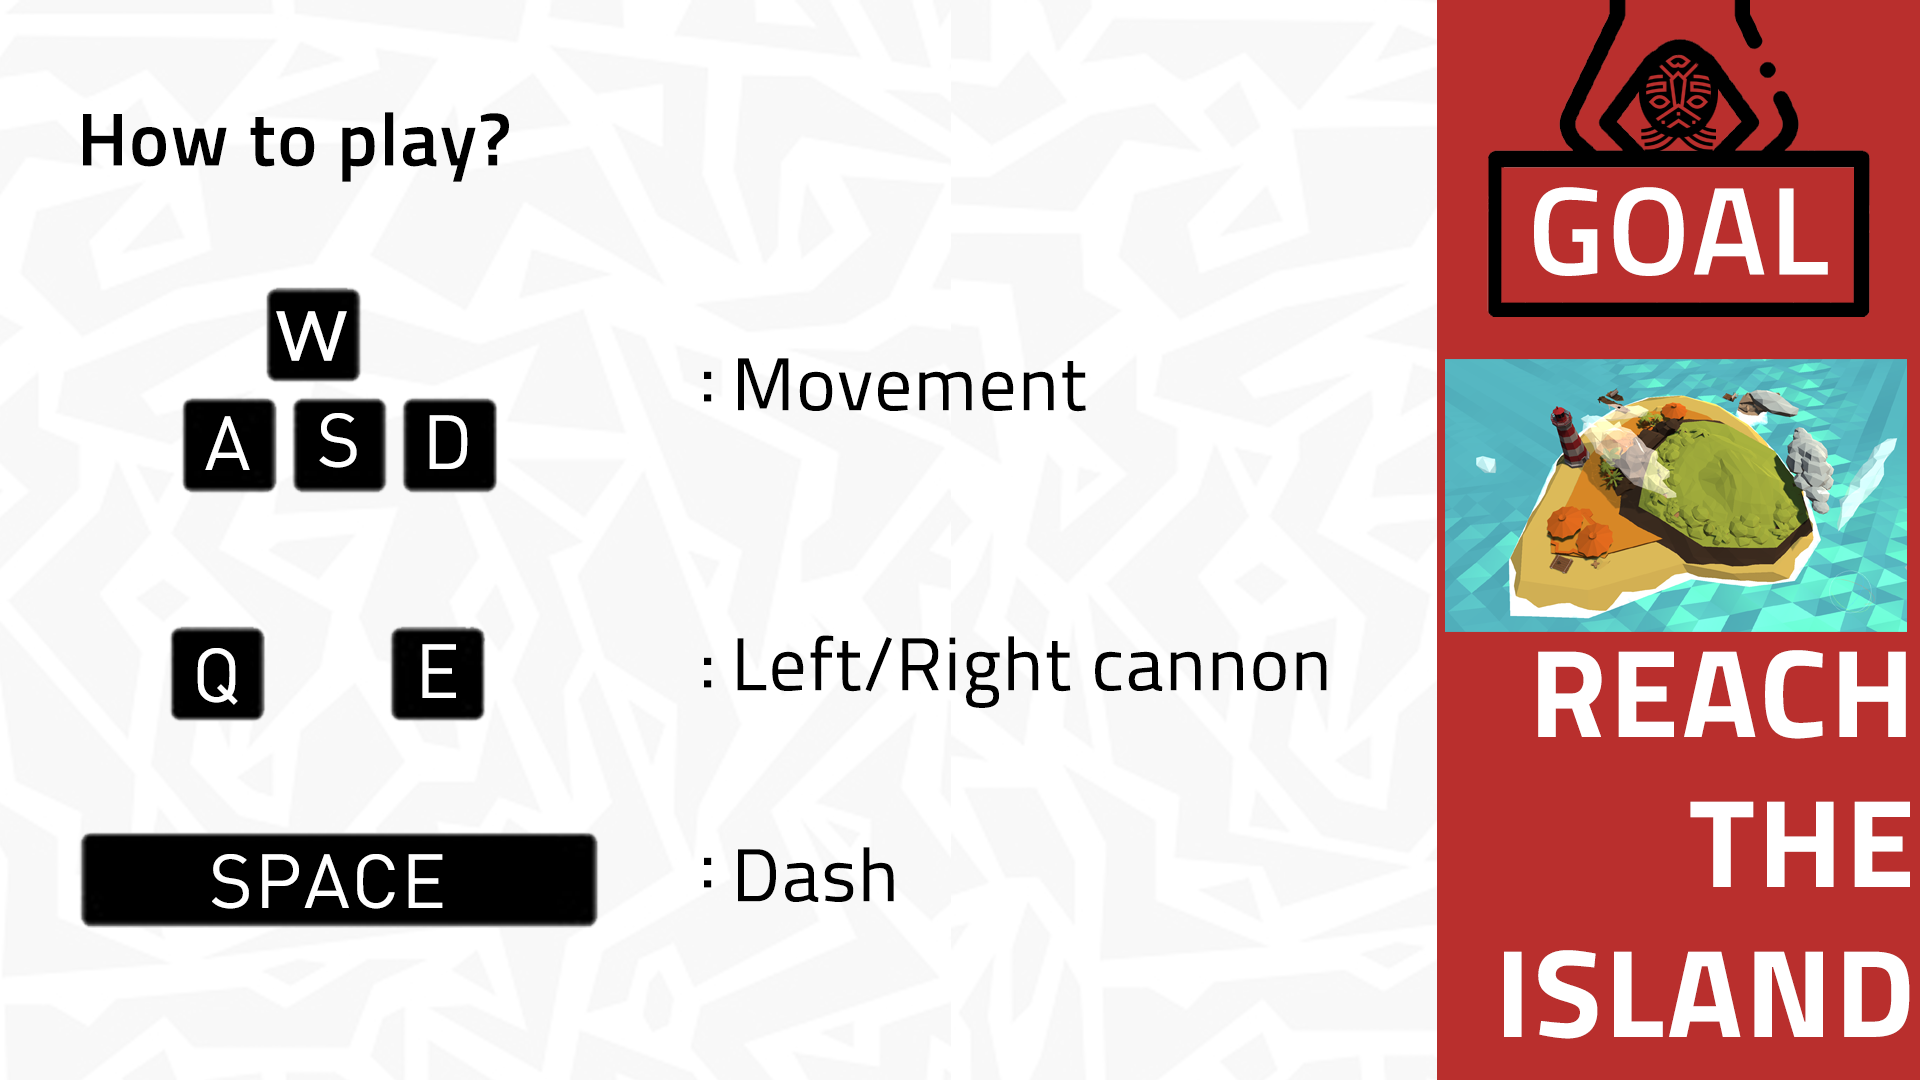 How to play?
W
A S D
: Movement
Q E
: Left/Right cannon
SPACE
: Dash
GOAL
REACH
THE
ISLAND